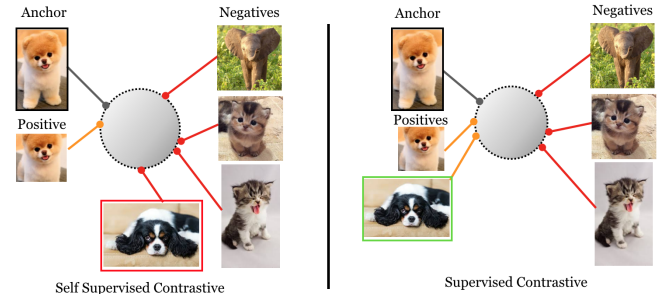 Anchor
Negatives
Positive
Self Supervised Contrastive
Anchor
Negatives
Positives
Supervised Contrastive